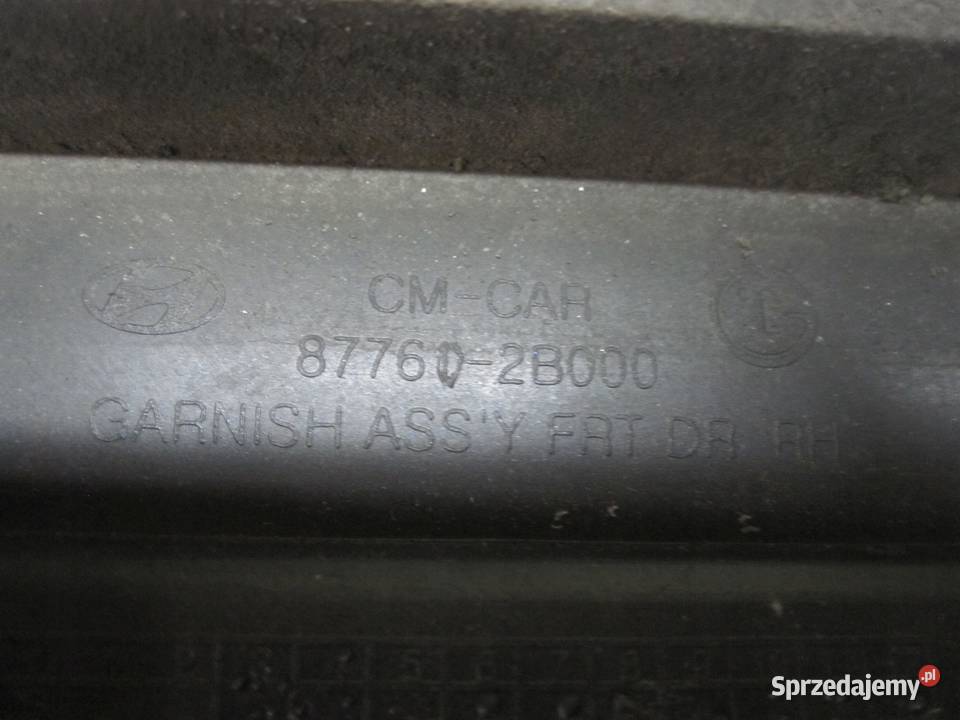 CM-CAR
87760-2B000
GARNISH ASS'Y FRT DR RH
Sprzedajemy.pl